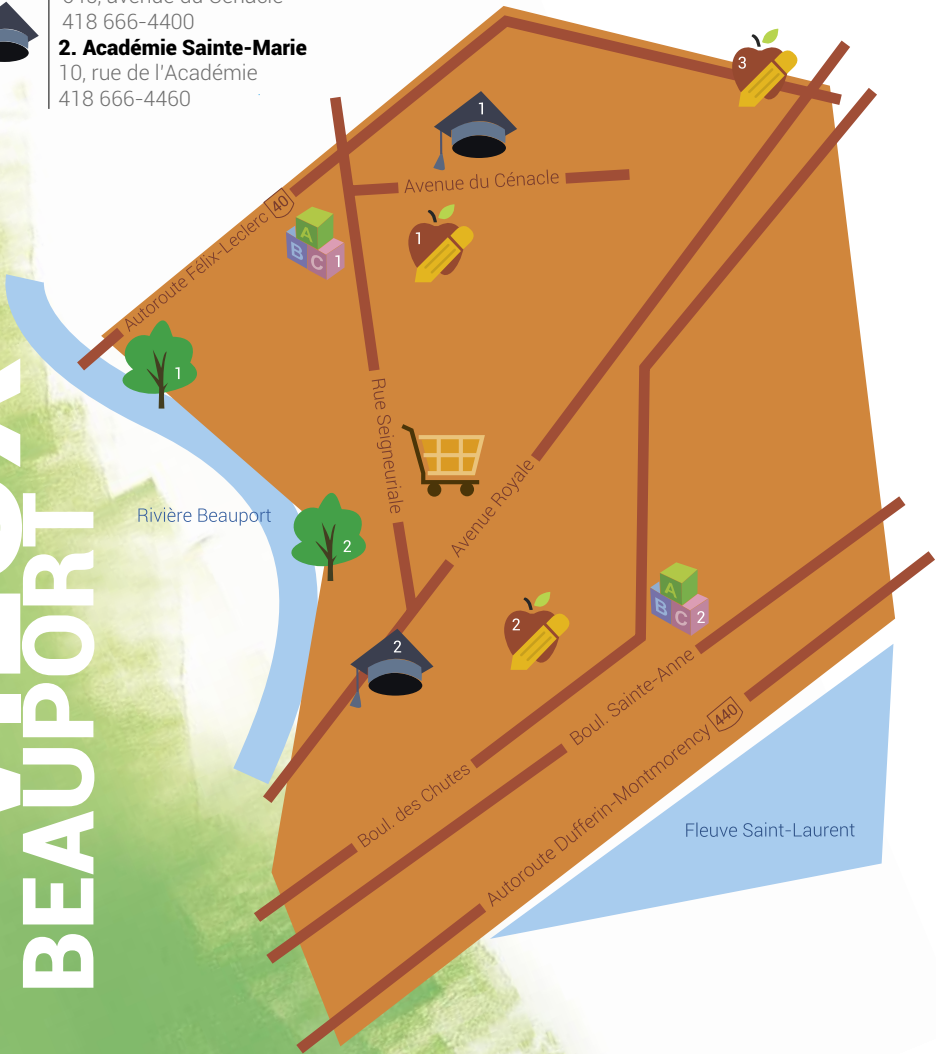 418 666-4400
2. Académie Sainte-Marie
10, rue de l'Académie
418 666-4460
BEAUPORT
1
3
Avenue du Cénacle
Autoroute Félix-Leclerc 40
A
B C 1
1
1
Rue Seigneuriale
Rivière Beauport
2
Avenue Royale
2
2
A
B C 2
Boul. Sainte-Anne
Boul. des Chutes
Autoroute Dufferin-Montmorency 440
Fleuve Saint-Laurent